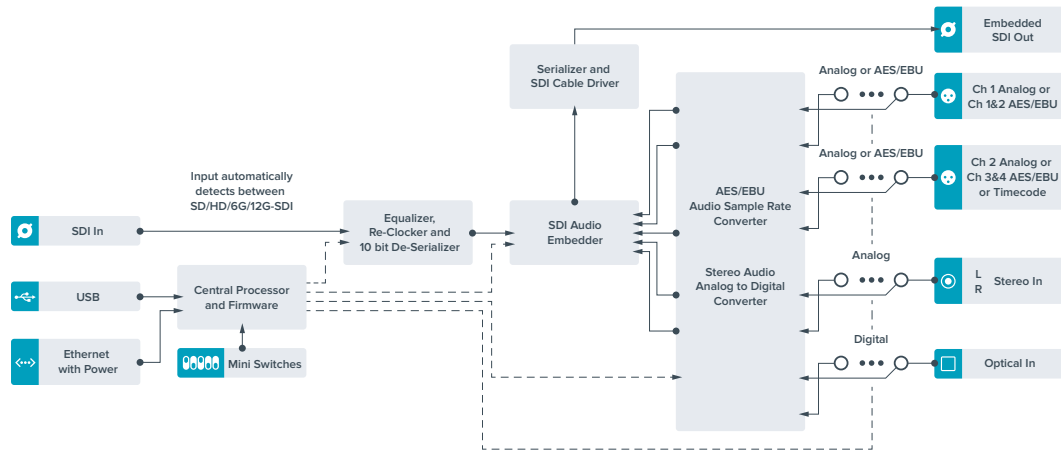 Embedded
SDI Out
Serializer and
SDI Cable Driver
Analog or AES/EBU
Ch 1 Analog or
Ch 1&2 AES/EBU
Analog or AES/EBU
Ch 2 Analog or
Ch 3&4 AES/EBU
or Timecode
Input automatically
detects between
SD/HD/6G/12G-SDI
AES/EBU
Audio Sample Rate
Converter
SDI In
Equalizer,
Re-Clocker and
10 bit De-Serializer
SDI Audio
Embedder
Analog
Stereo Audio
Analog to Digital
Converter
L
R
Stereo In
USB
Central Processor
and Firmware
Digital
Ethernet
with Power
Mini Switches
Optical In